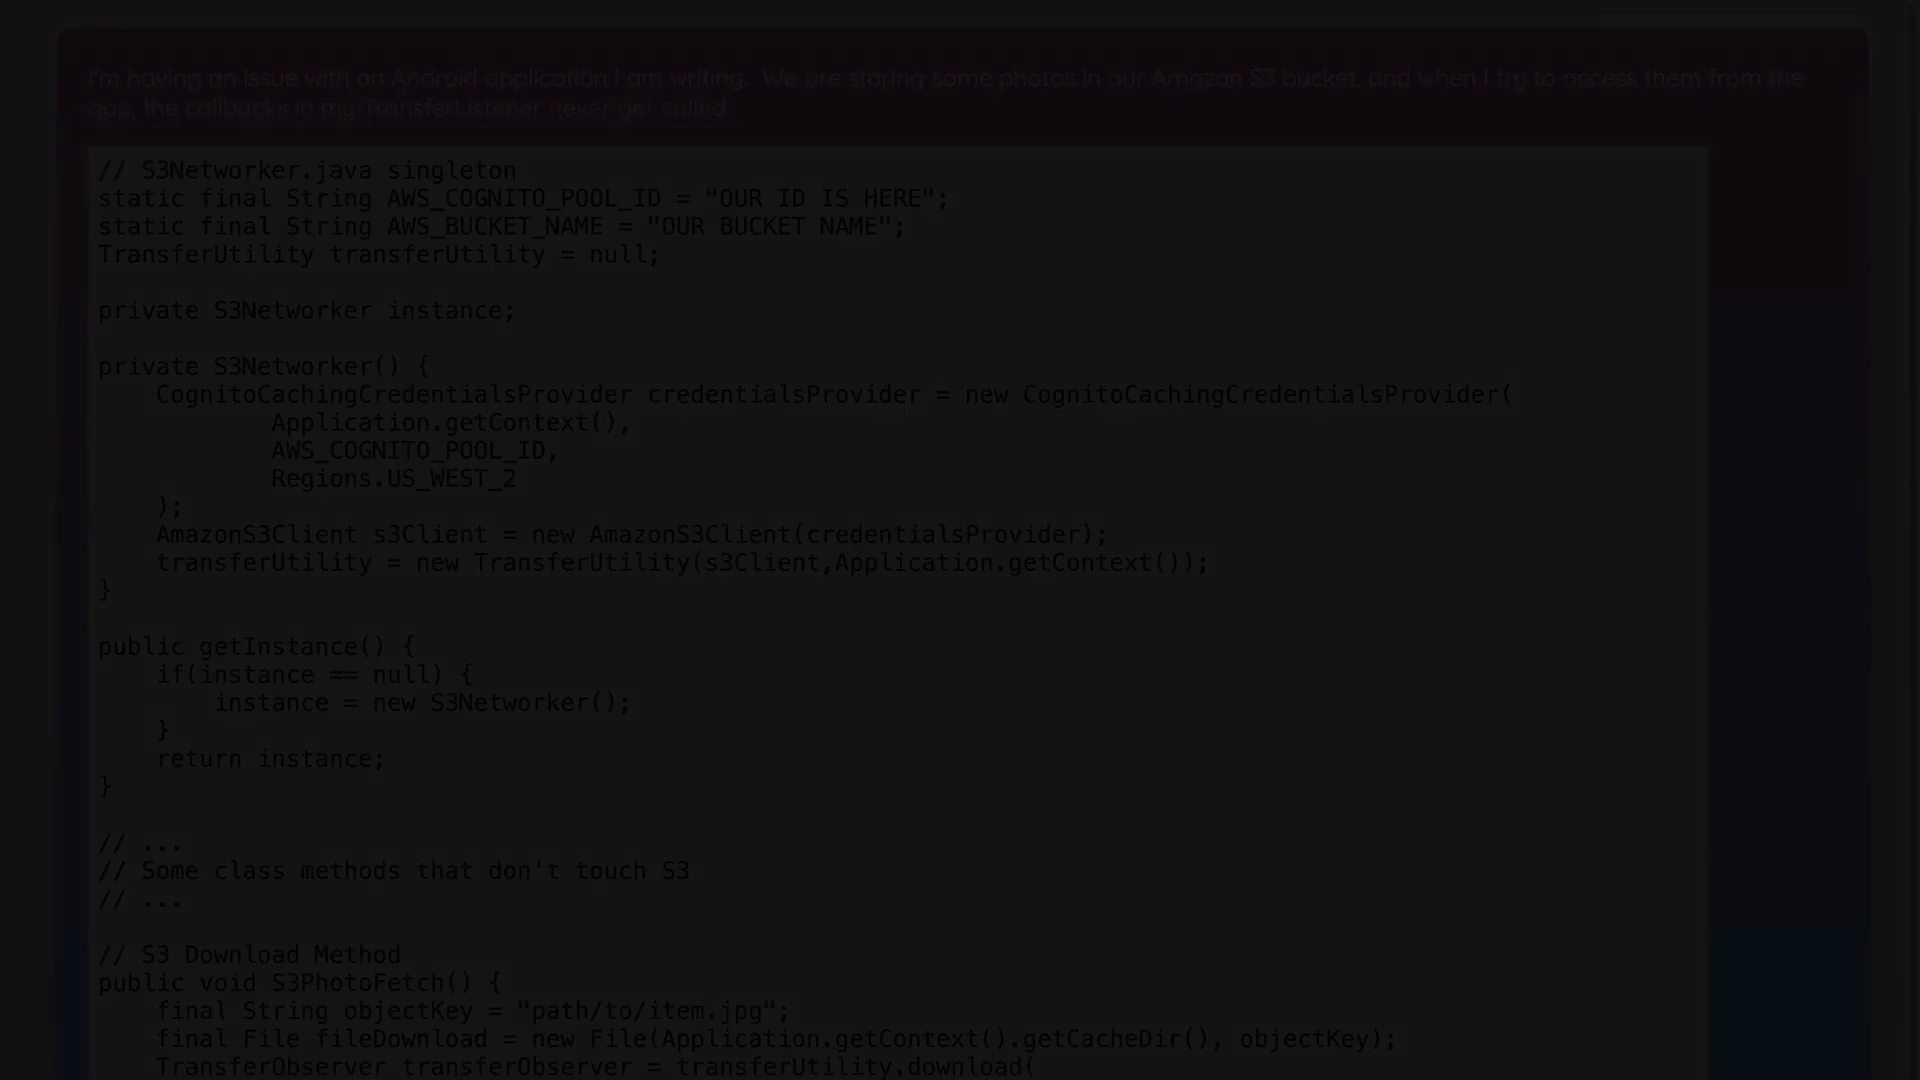 I'm having an issue with an Android application I am writing.  We are storing some photos in our Amazon S3 bucket, and when I try to access them from the
app, the callbacks in my TransferListener never get called.
// S3Networker.java singleton
static final String AWS_COGNITO_POOL_ID = "OUR ID IS HERE";
static final String AWS_BUCKET_NAME = "OUR BUCKET NAME";
TransferUtility transferUtility = null;
private S3Networker instance;
private S3Networker() {
    CognitoCachingCredentialsProvider credentialsProvider = new CognitoCachingCredentialsProvider(
            Application.getContext(),
            AWS_COGNITO_POOL_ID,
            Regions.US_WEST_2
    );
    AmazonS3Client s3Client = new AmazonS3Client(credentialsProvider);
    transferUtility = new TransferUtility(s3Client,Application.getContext());
}
public getInstance() {
    if(instance == null) {
        instance = new S3Networker();
    }
    return instance;
}
// ...
// Some class methods that don't touch S3
// ...
// S3 Download Method
public void S3PhotoFetch() {
    final String objectKey = "path/to/item.jpg";
    final File fileDownload = new File(Application.getContext().getCacheDir(), objectKey);
    TransferObserver transferObserver = transferUtility.download(